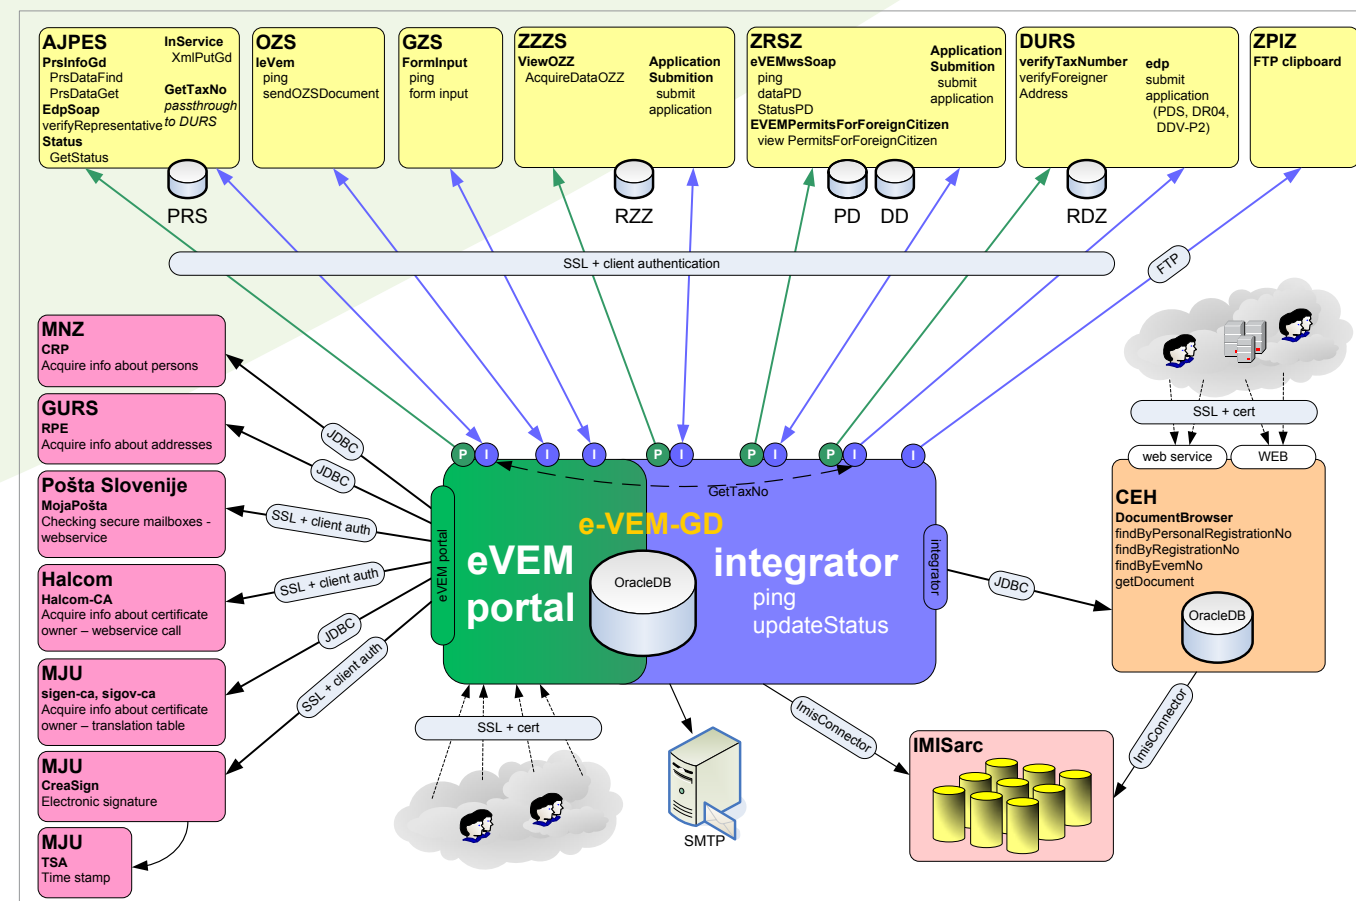 AJPES
PrsInfoGd
PrsDataFind
PrsDataGet
EdpSoap
verifyRepresentative
Status
GetStatus
InService
XmlPutGd
GetTaxNo
passthrough
to DURS
OZS
IeVem
ping
sendOZSDocument
GZS
FormInput
ping
form input
ZZZS
ViewOZZ
AcquireDataOZZ
Application
Submition
submit
application
ZRSZ
eVEMwsSoap
ping
dataPD
StatusPD
EVEMPermitsForForeignCitizen
view PermitsForForeignCitizen
Application
Submition
submit
application
DURS
verifyTaxNumber
verifyForeigner
Address
edp
submit
application
(PDS, DR04,
DDV-P2)
ZPIZ
FTP clipboard
PRS
RZZ
PD
DD
RDZ
SSL + client authentication
FTP
MNZ
CRP
Acquire info about persons
GURS
RPE
Acquire info about addresses
Pošta Slovenije
MojaPošta
Checking secure mailboxes -
webservice
Halcom
Halcom-CA
Acquire info about certificate
owner – webservice call
MJU
sigen-ca, sigov-ca
Acquire info about certificate
owner – translation table
MJU
CreaSign
Electronic signature
MJU
TSA
Time stamp
JDBC
JDBC
SSL + client auth
SSL + client auth
JDBC
SSL + client auth
P
I
I
I
P
I
P
I
P
I
I
GetTaxNo
e-VEM-GD
eVEM portal
eVEM
portal
OracleDB
integrator
ping
updateStatus
integrator
JDBC
SSL + cert
web service
WEB
CEH
DocumentBrowser
findByPersonalRegistrationNo
findByRegistrationNo
findByEvemNo
getDocument
OracleDB
SSL + cert
SMTP
ImisConnector
ImisConnector
IMISarc